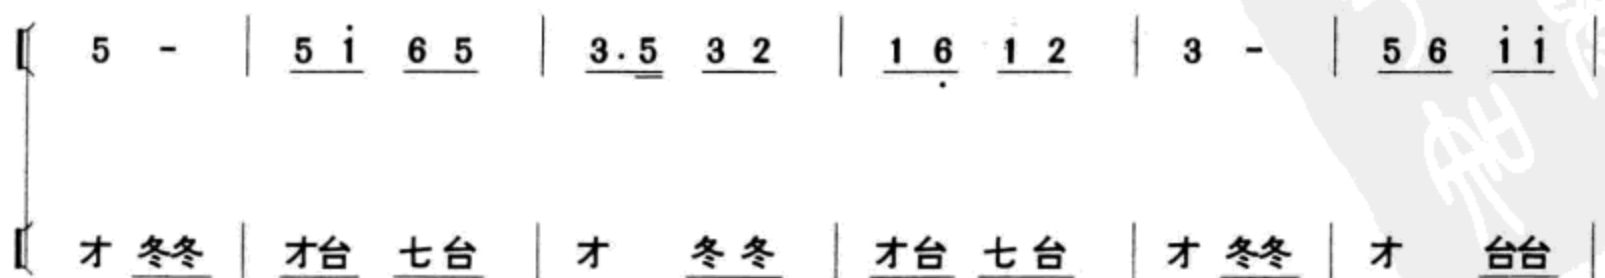 5 - | 5 i̇ 6 5 | 3. 5 3 2 | 1 6̣ 1 2 | 3 - | 5 6 i̇ i̇ |
才 冬冬 | 才台 七台 | 才 冬冬 | 才台 七台 | 才 冬冬 | 才 台台 |